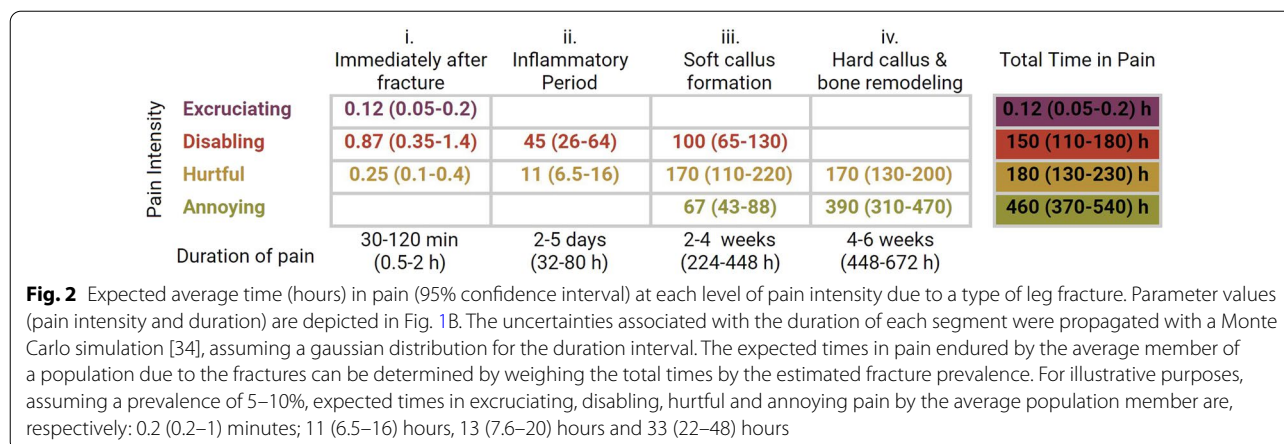 i. ii. iii. iv.
Immediately after Inflammatory Soft callus Hard callus & Total Time in Pain
fracture Period formation bone remodeling
Pain Intensity
Excruciating 0.12 (0.05-0.2) 0.12 (0.05-0.2) h
Disabling 0.87 (0.35-1.4) 45 (26-64) 100 (65-130) 150 (110-180) h
Hurtful 0.25 (0.1-0.4) 11 (6.5-16) 170 (110-220) 170 (130-200) 180 (130-230) h
Annoying 67 (43-88) 390 (310-470) 460 (370-540) h
Duration of pain 30-120 min 2-5 days 2-4 weeks 4-6 weeks
(0.5-2 h) (32-80 h) (224-448 h) (448-672 h)
Fig. 2 Expected average time (hours) in pain (95% confidence interval) at each level of pain intensity due to a type of leg fracture. Parameter values
(pain intensity and duration) are depicted in Fig. 1B. The uncertainties associated with the duration of each segment were propagated with a Monte
Carlo simulation [34], assuming a gaussian distribution for the duration interval. The expected times in pain endured by the average member of
a population due to the fractures can be determined by weighing the total times by the estimated fracture prevalence. For illustrative purposes,
assuming a prevalence of 5–10%, expected times in excruciating, disabling, hurtful and annoying pain by the average population member are,
respectively: 0.2 (0.2–1) minutes; 11 (6.5–16) hours, 13 (7.6–20) hours and 33 (22–48) hours